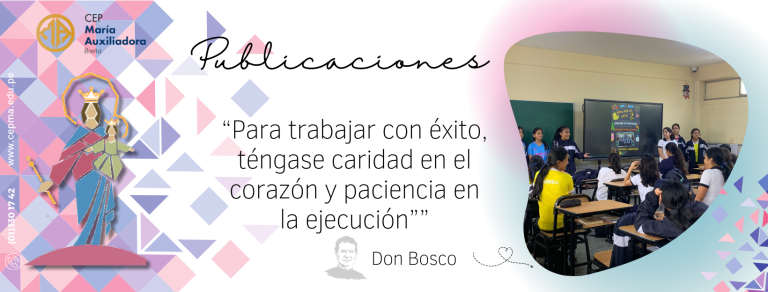 CEP
María
Auxiliadora
Breña
Publicaciones
“Para trabajar con éxito,
téngase caridad en el
corazón y paciencia en
la ejecución””
Don Bosco
www.cepma.edu.pe
(01)330 17 42